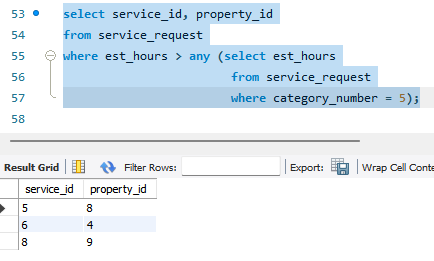 53 select service_id, property_id
54 from service_request
55 where est_hours > any (select est_hours
56 from service_request
57 where category_number = 5);
58
Result Grid Filter Rows: Export: Wrap Cell Conte
service_id property_id
5 8
6 4
8 9